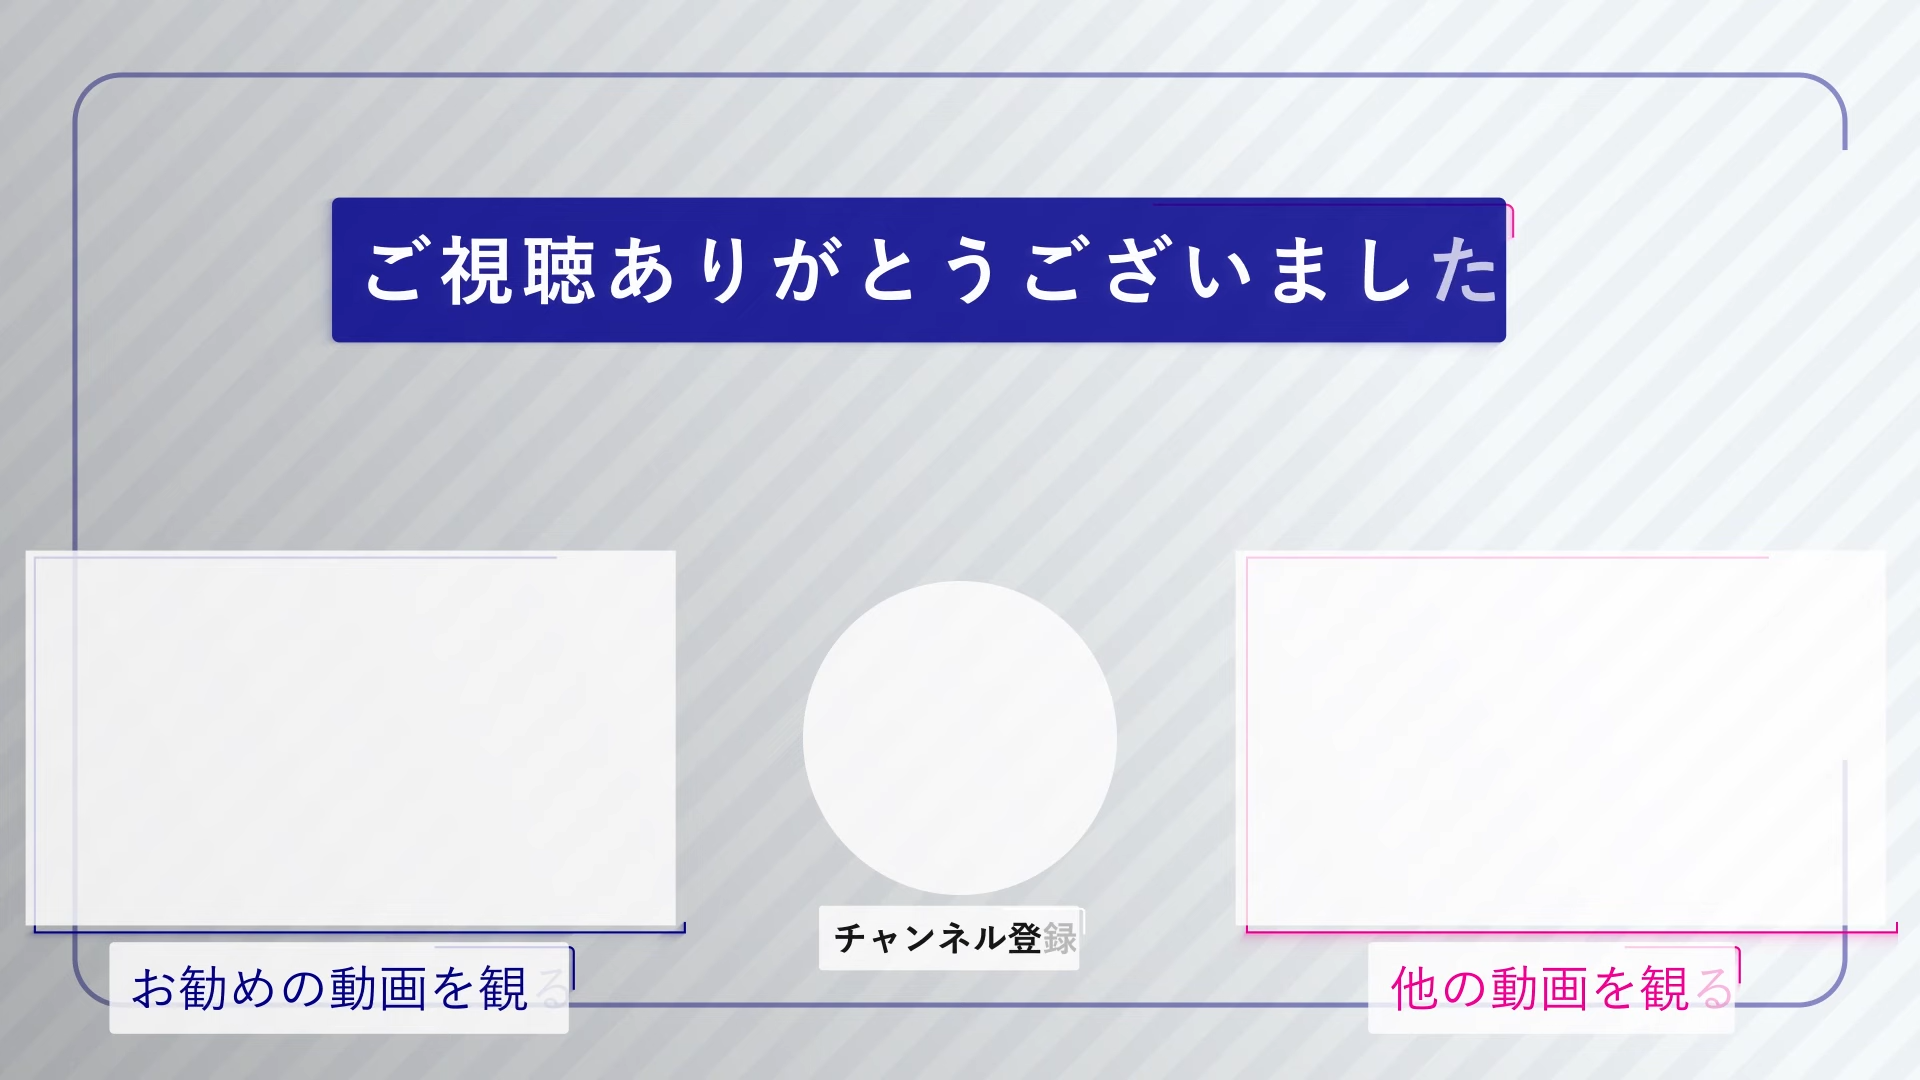 ご視聴ありがとうございました
チャンネル登録
お勧めの動画を観る
他の動画を観る